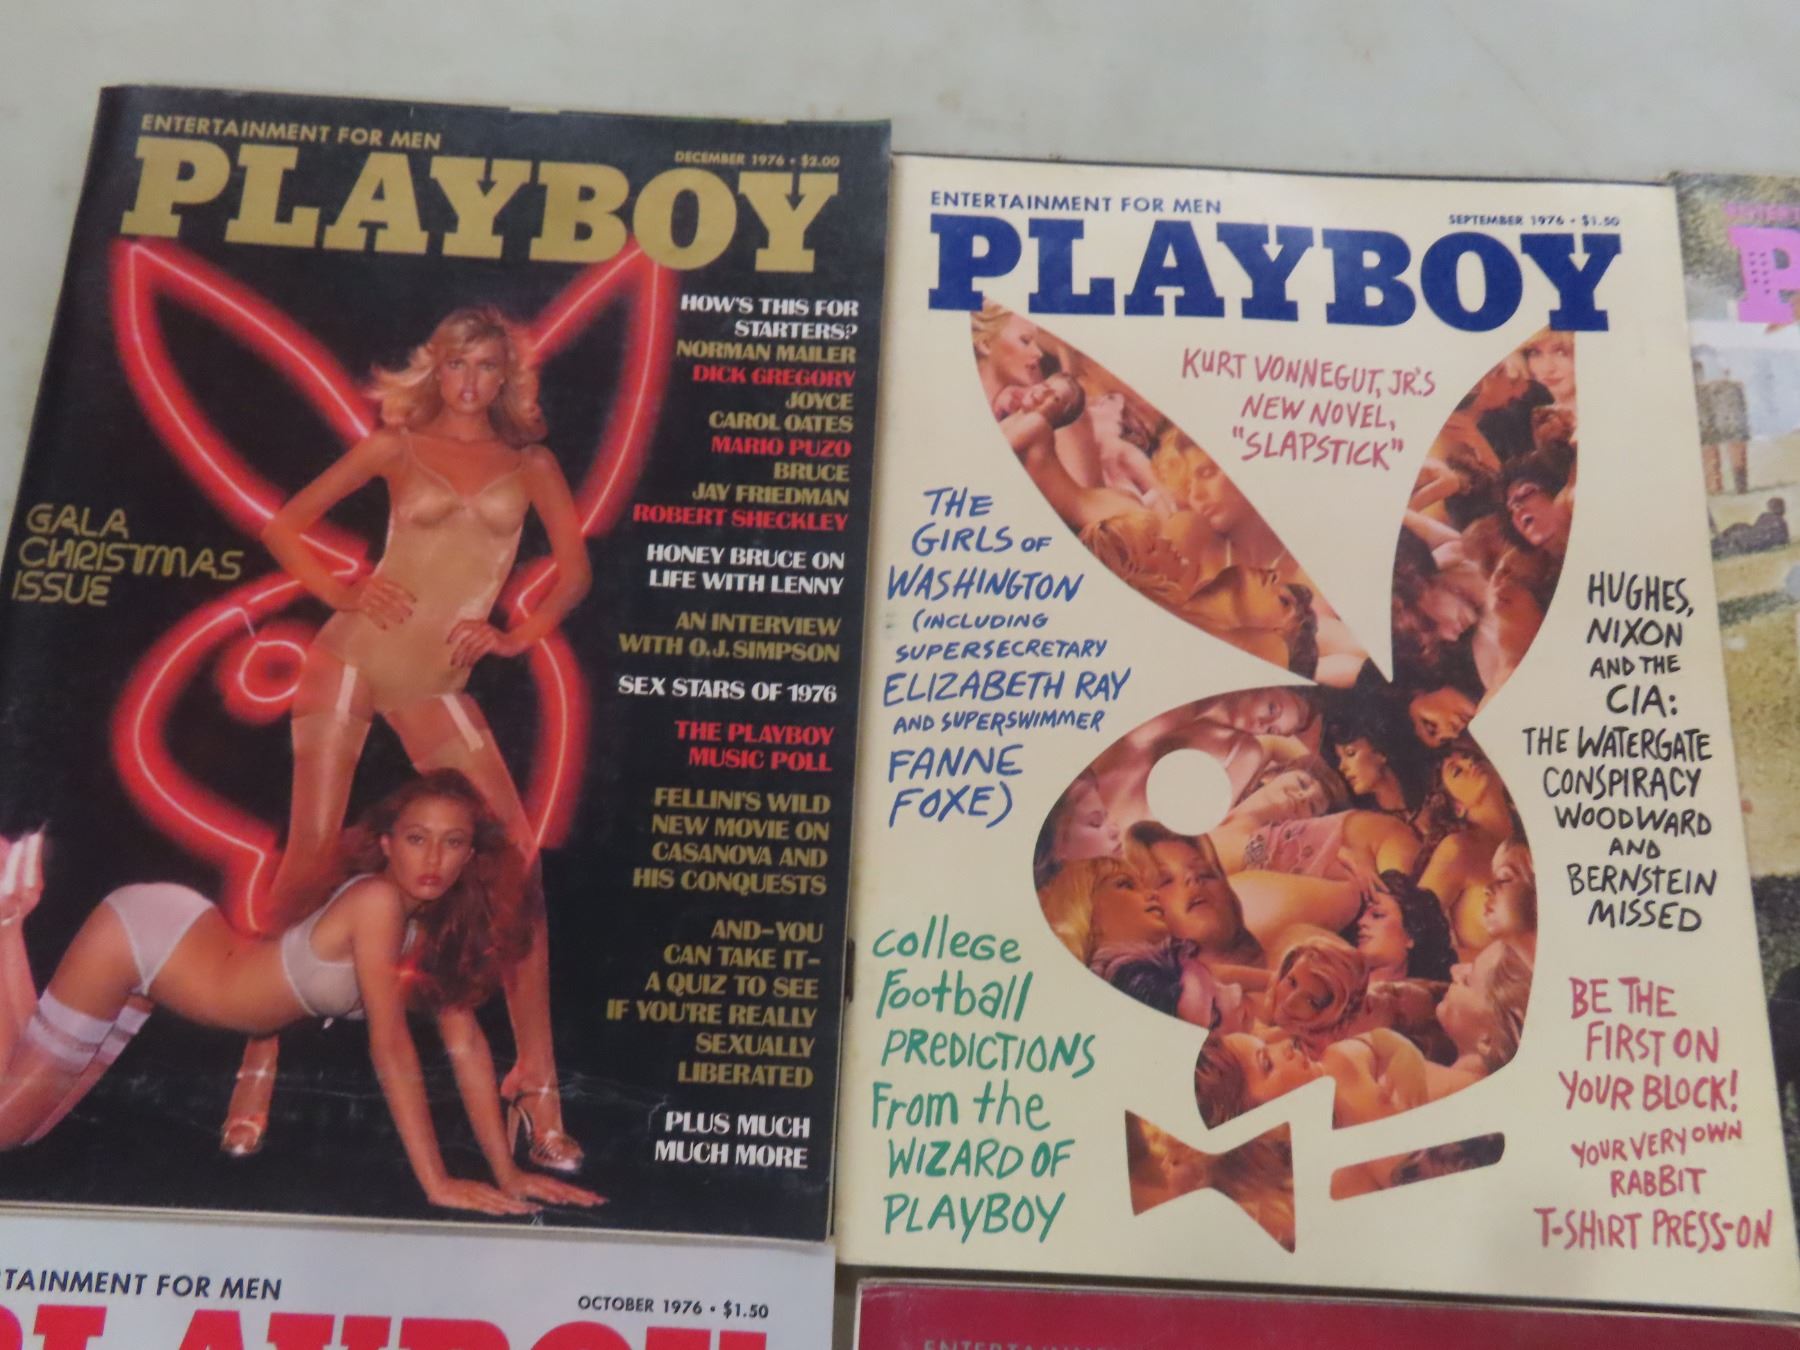 ENTERTAINMENT FOR MEN
PLAYBOY
DECEMBER 1976 • $2.00
HOW'S THIS FOR
STARTERS?
NORMAN MAILER
DICK GREGORY
JOYCE
CAROL OATES
MARIO PUZO
BRUCE
JAY FRIEDMAN
ROBERT SHECKLEY
GALA
CHRISTMAS
ISSUE
HONEY BRUCE ON
LIFE WITH LENNY
AN INTERVIEW
WITH O.J. SIMPSON
SEX STARS OF 1976
THE PLAYBOY
MUSIC POLL
FELLINI'S WILD
NEW MOVIE ON
CASANOVA AND
HIS CONQUESTS
AND-YOU
CAN TAKE IT-
A QUIZ TO SEE
IF YOU'RE REALLY
SEXUALLY
LIBERATED
PLUS MUCH
MUCH MORE
ENTERTAINMENT FOR MEN
PLAYBOY
SEPTEMBER 1976 • $1.50
KURT VONNEGUT, JR.'S
NEW NOVEL,
"SLAPSTICK"
THE
GIRLS OF
WASHINGTON
(INCLUDING
SUPERSECRETARY
ELIZABETH RAY
AND SUPERSWIMMER
FANNE
FOXE)
HUGHES,
NIXON
AND THE
CIA:
THE WATERGATE
CONSPIRACY
WOODWARD
AND
BERNSTEIN
MISSED
College
Football
PREDICTIONS
From the
WIZARD OF
PLAYBOY
BE THE
FIRST ON
YOUR BLOCK!
YOUR VERY OWN
RABBIT
T-SHIRT PRESS-ON
P
TAINMENT FOR MEN
OCTOBER 1976 • $1.50
LAYBOY
ENTERTAINME